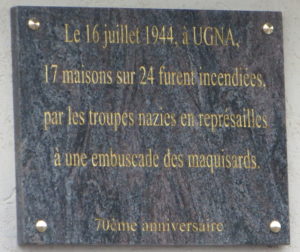 Le 16 juillet 1944, à UGNA,
17 maisons sur 24 furent incendiées,
par les troupes nazies en représailles
à une embuscade des maquisards.
70ème anniversaire